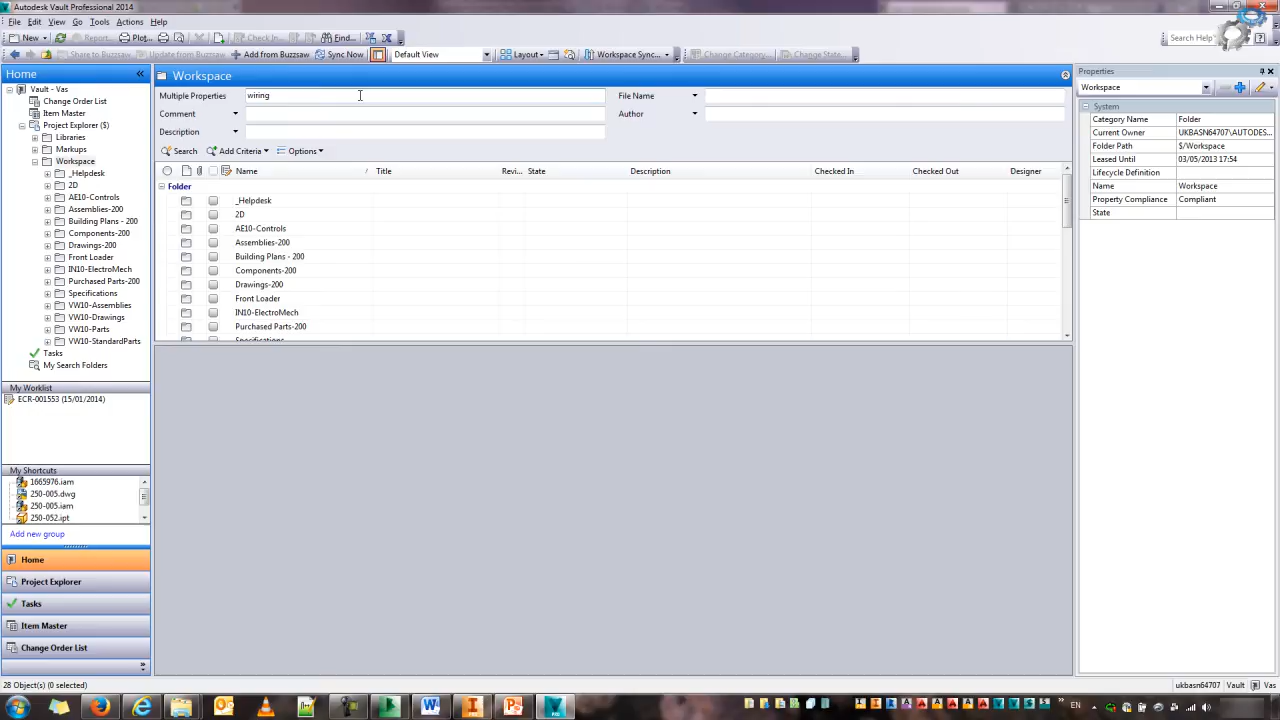 Autodesk Vault Professional 2014
File Edit View Go Tools Actions Help
New Report... Plot... Check In... Find... Search Help
Share to Buzzsaw Update from Buzzsaw Add from Buzzsaw Sync Now Default View Layout Workspace Sync... Change Category... Change State...
Home
Vault - Vas
Change Order List
Item Master
Project Explorer ($)
Libraries
Markups
Workspace
_Helpdesk
2D
AE10-Controls
Assemblies-200
Building Plans - 200
Components-200
Drawings-200
Front Loader
IN10-ElectroMech
Purchased Parts-200
Specifications
VW10-Assemblies
VW10-Drawings
VW10-Parts
VW10-StandardParts
Tasks
My Search Folders
My Worklist
ECR-001553 (15/01/2014)
My Shortcuts
1665976.iam
250-005.dwg
250-005.iam
250-052.ipt
Add new group
Home
Project Explorer
Tasks
Item Master
Change Order List
Workspace
Multiple Properties wiring File Name
Comment Author
Description
Search Add Criteria Options
Name Title Revi... State Description Checked In Checked Out Designer
Folder
_Helpdesk
2D
AE10-Controls
Assemblies-200
Building Plans - 200
Components-200
Drawings-200
Front Loader
IN10-ElectroMech
Purchased Parts-200
Specifications
Properties
Workspace
System
Category Name Folder
Current Owner UKBASN64707\AUTODES...
Folder Path $/Workspace
Leased Until 03/05/2013 17:54
Lifecycle Definition
Name Workspace
Property Compliance Compliant
State
28 Object(s) (0 selected) ukbasn64707 Vault Vas
EN